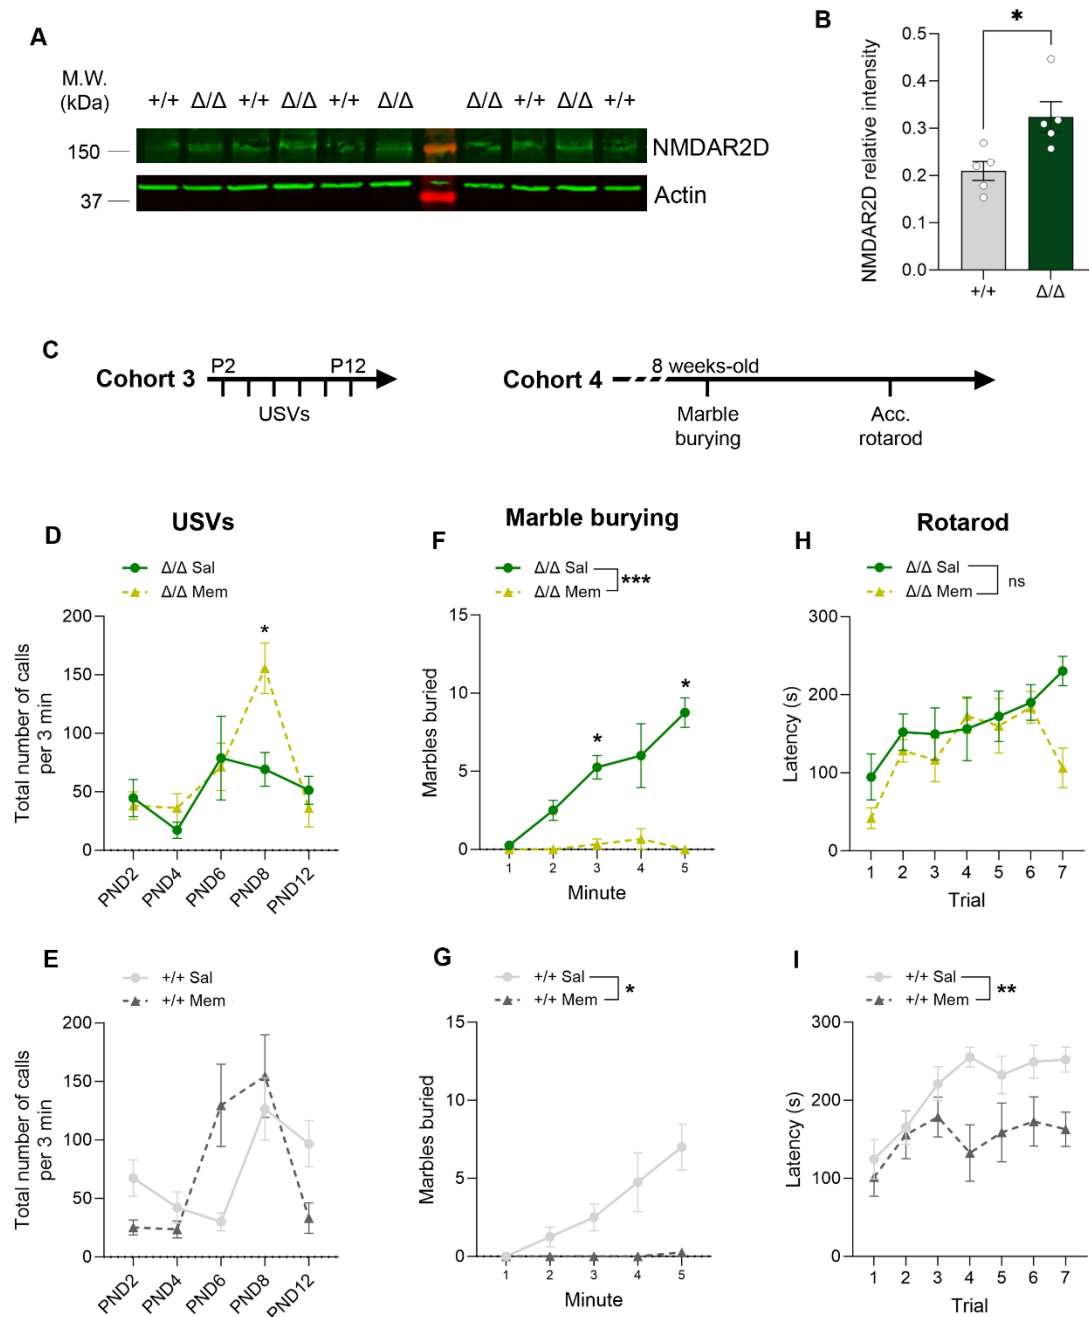 A
M.W.
(kDa)
+/+ Δ/Δ +/+ Δ/Δ +/+ Δ/Δ Δ/Δ +/+ Δ/Δ +/+
150
NMDAR2D
37
Actin
B
NMDAR2D relative intensity
0.5
0.4
0.3
0.2
0.1
0.0
*
+/+ Δ/Δ
C
Cohort 3
P2 P12
USVs
Cohort 4
8 weeks-old
Marble
burying
Acc.
rotarod
D
USVs
Δ/Δ Sal
Δ/Δ Mem
Total number of calls
per 3 min
200
150
100
50
0
*
PND2 PND4 PND6 PND8 PND12
F
Marble burying
Δ/Δ Sal
Δ/Δ Mem
***
Marbles buried
15
10
5
0
*
*
1 2 3 4 5
Minute
H
Rotarod
Δ/Δ Sal
Δ/Δ Mem
ns
Latency (s)
300
200
100
0
1 2 3 4 5 6 7
Trial
E
+/+ Sal
+/+ Mem
Total number of calls
per 3 min
200
150
100
50
0
PND2 PND4 PND6 PND8 PND12
G
+/+ Sal
+/+ Mem
*
Marbles buried
15
10
5
0
1 2 3 4 5
Minute
I
+/+ Sal
+/+ Mem
**
Latency (s)
300
200
100
0
1 2 3 4 5 6 7
Trial